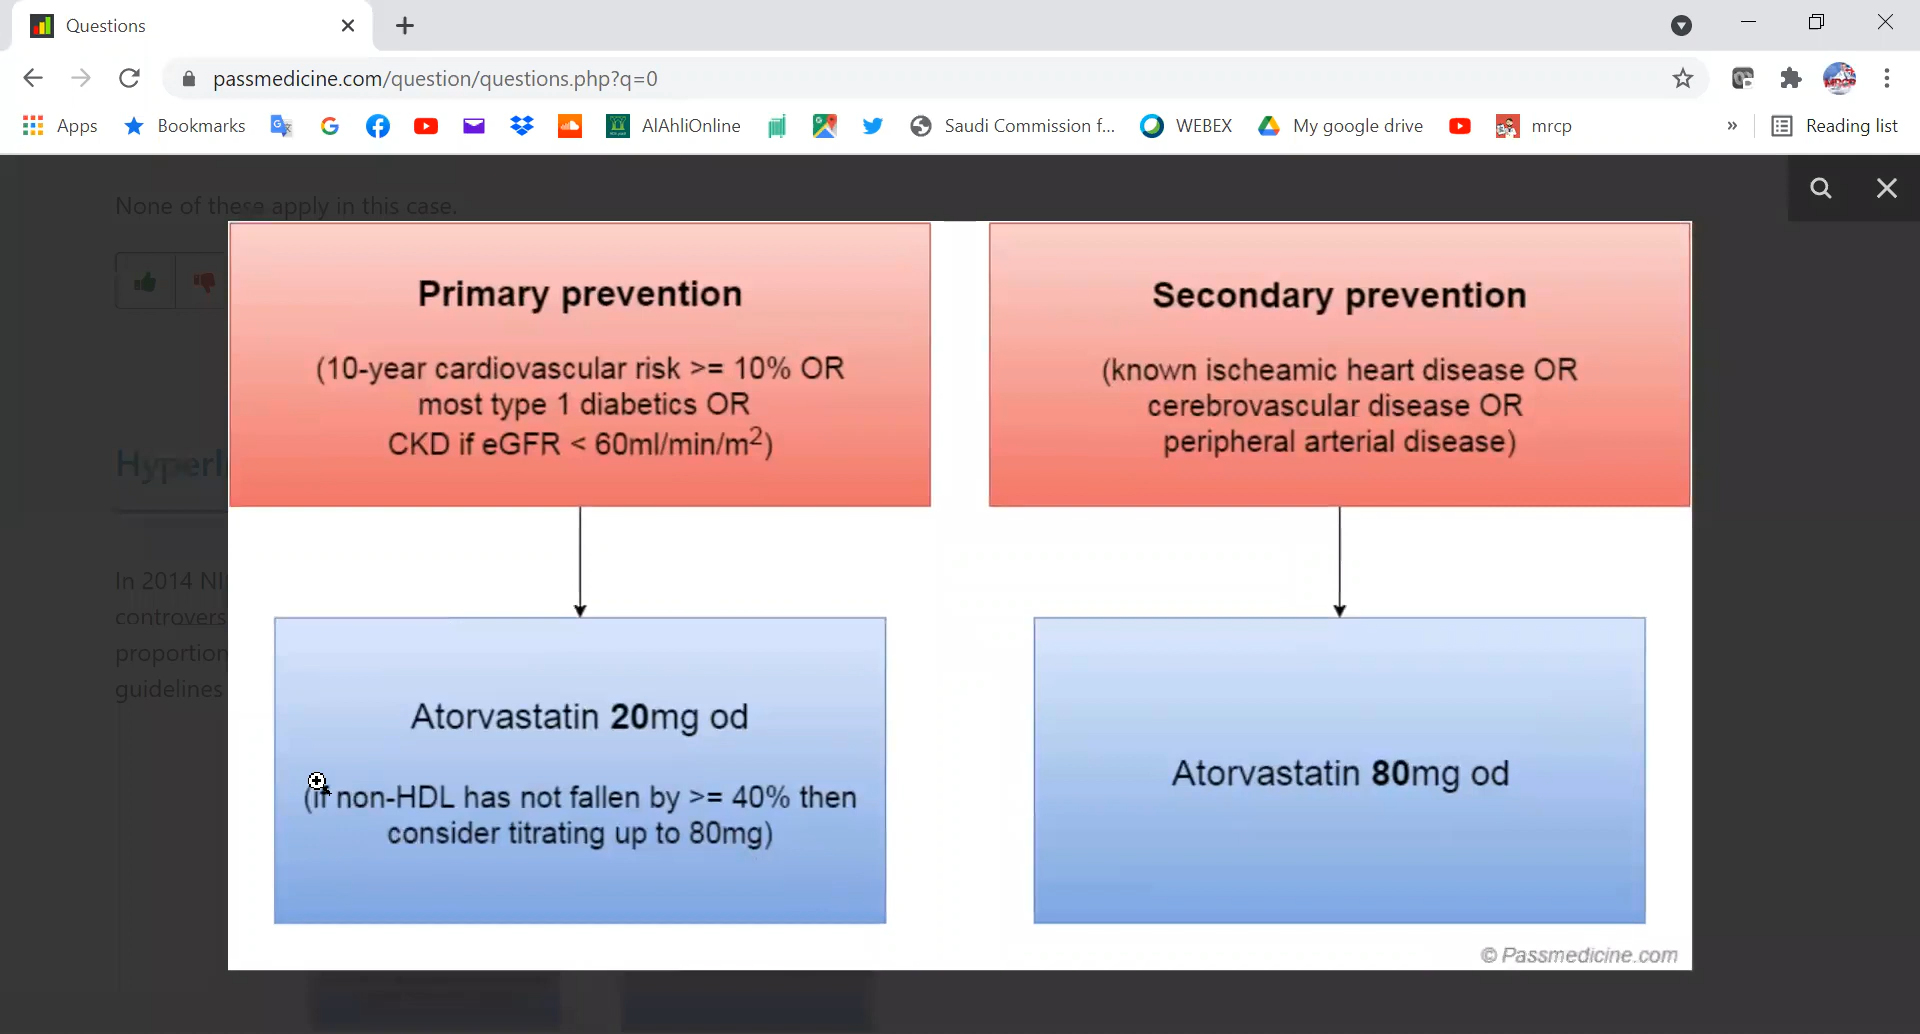 Questions
passmedicine.com/question/questions.php?q=0
Apps
Bookmarks
AlAhliOnline
Saudi Commission f...
WEBEX
My google drive
mrcp
»
Reading list
None of these apply in this case.
Primary prevention
(10-year cardiovascular risk >= 10% OR
most type 1 diabetics OR
CKD if eGFR < 60ml/min/m²)
Secondary prevention
(known ischeamic heart disease OR
cerebrovascular disease OR
peripheral arterial disease)
Hyperl
In 2014 NI
controvers
proportion
guidelines
Atorvastatin 20mg od
(if non-HDL has not fallen by >= 40% then
consider titrating up to 80mg)
Atorvastatin 80mg od
© Passmedicine.com